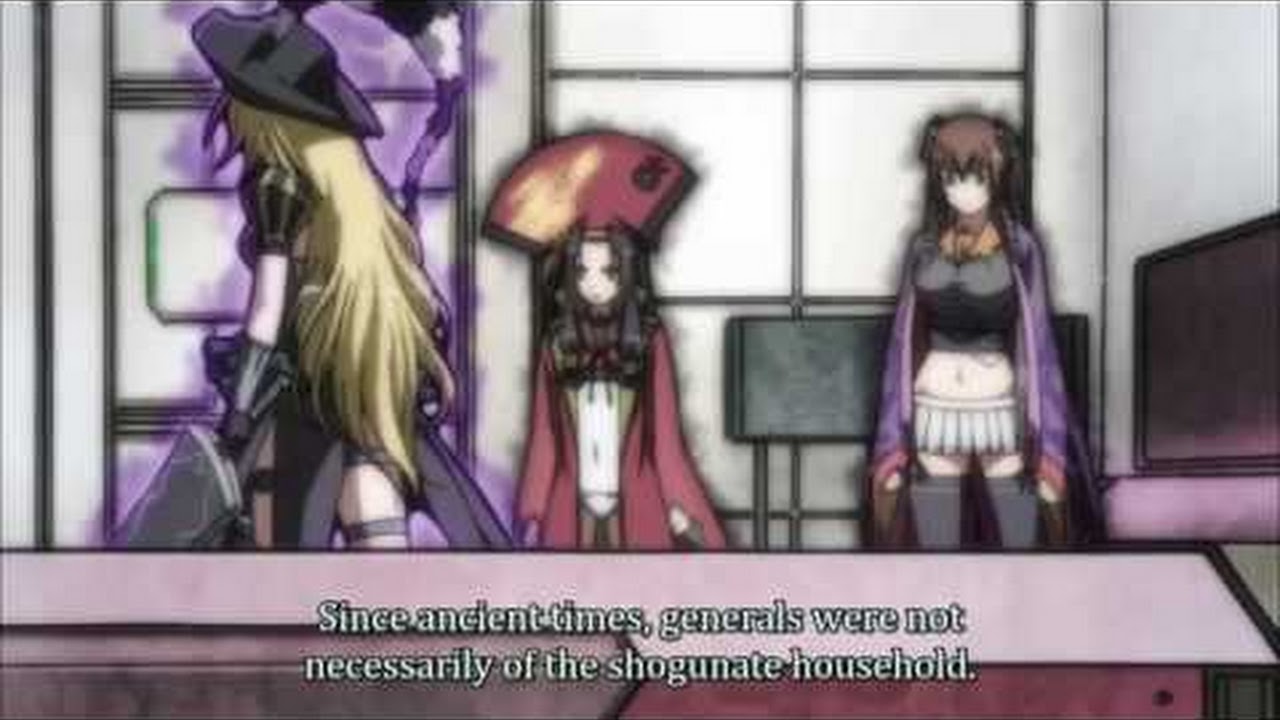 Since ancient times, generals were not
necessarily of the shogunate household.